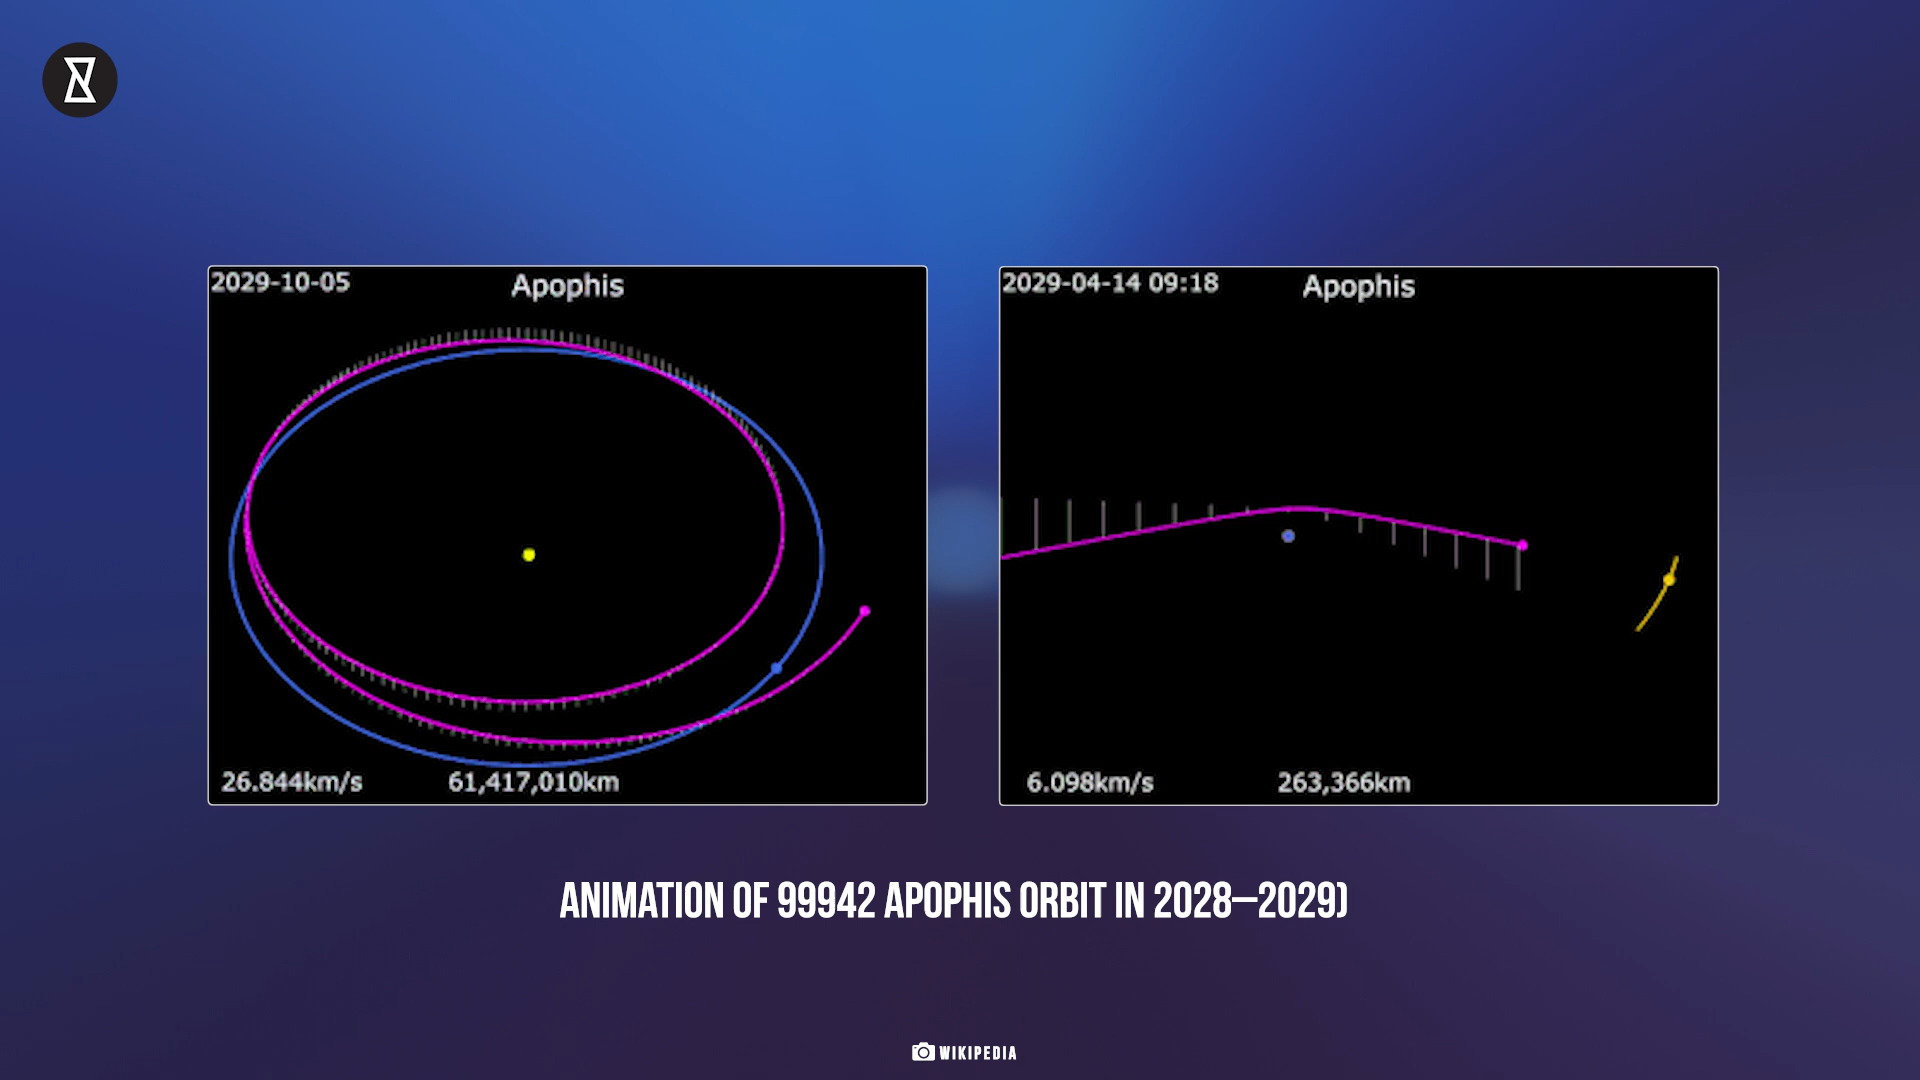 2029-10-05 Apophis
26.844km/s 61,417,010km
2029-04-14 09:18 Apophis
6.098km/s 263,366km
ANIMATION OF 99942 APOPHIS ORBIT IN 2028–2029)
WIKIPEDIA